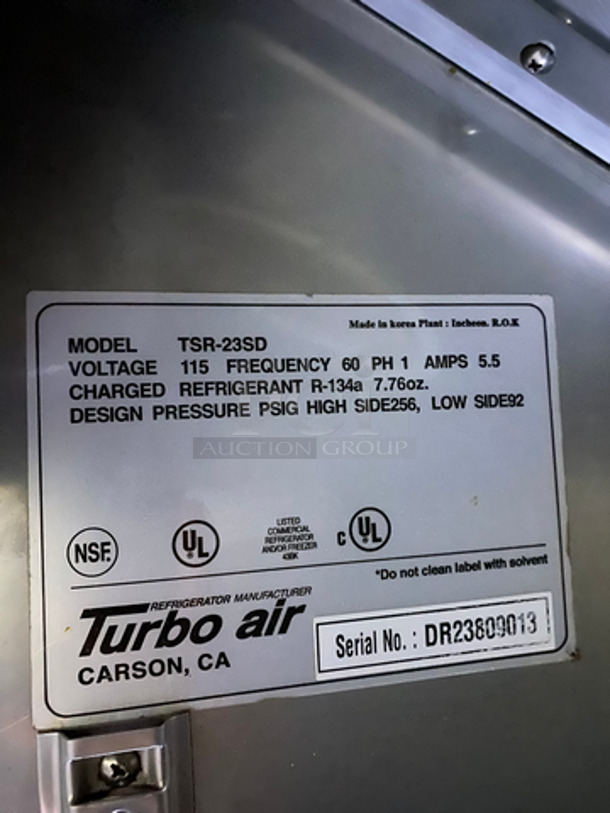 Made in korea Plant : Incheon. R.O.K
MODEL TSR-23SD
VOLTAGE 115 FREQUENCY 60 PH 1 AMPS 5.5
CHARGED REFRIGERANT R-134a 7.76oz.
DESIGN PRESSURE PSIG HIGH SIDE256, LOW SIDE92
AUCTION GROUP
NSF.
UL
LISTED
COMMERCIAL
REFRIGERATOR
AND/OR FREEZER
43BK
C UL
*Do not clean label with solvent
REFRIGERATOR MANUFACTURER
Turbo air
CARSON, CA
Serial No. : DR23809013